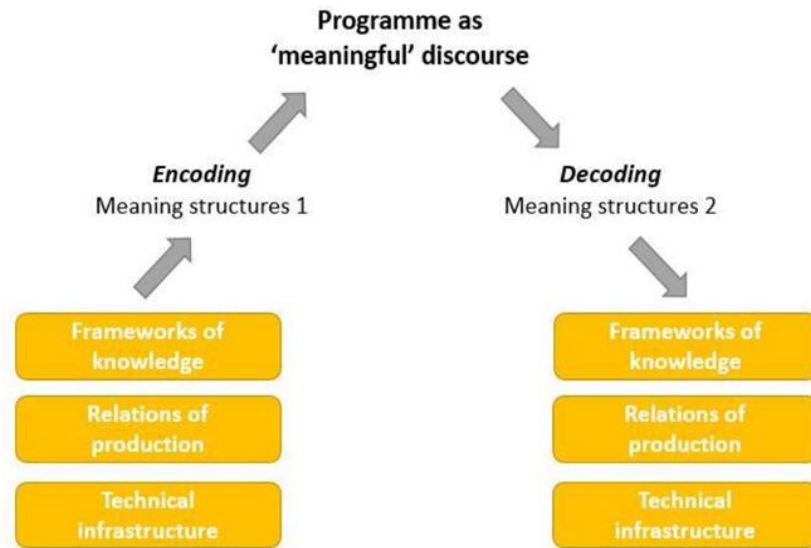 Programme as
‘meaningful’ discourse
Encoding
Meaning structures 1
Decoding
Meaning structures 2
Frameworks of
knowledge
Relations of
production
Technical
infrastructure
Frameworks of
knowledge
Relations of
production
Technical
infrastructure